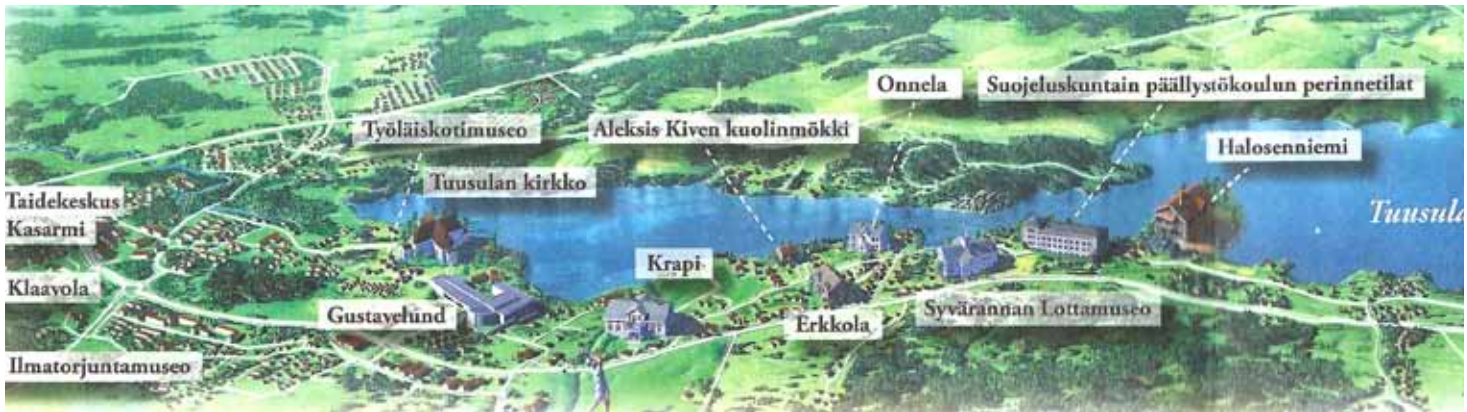 Onnela
Suojeluskuntain päällystökoulun perinnetilat
Työläiskotimuseo
Aleksis Kiven kuolinmökki
Halosenniemi
Tuusulan kirkko
Taidekeskus
Kasarmi
Tuusula
Krapi
Klaavola
Gustavelund
Erkkola
Syvärannan Lottamuseo
Ilmatorjuntamuseo